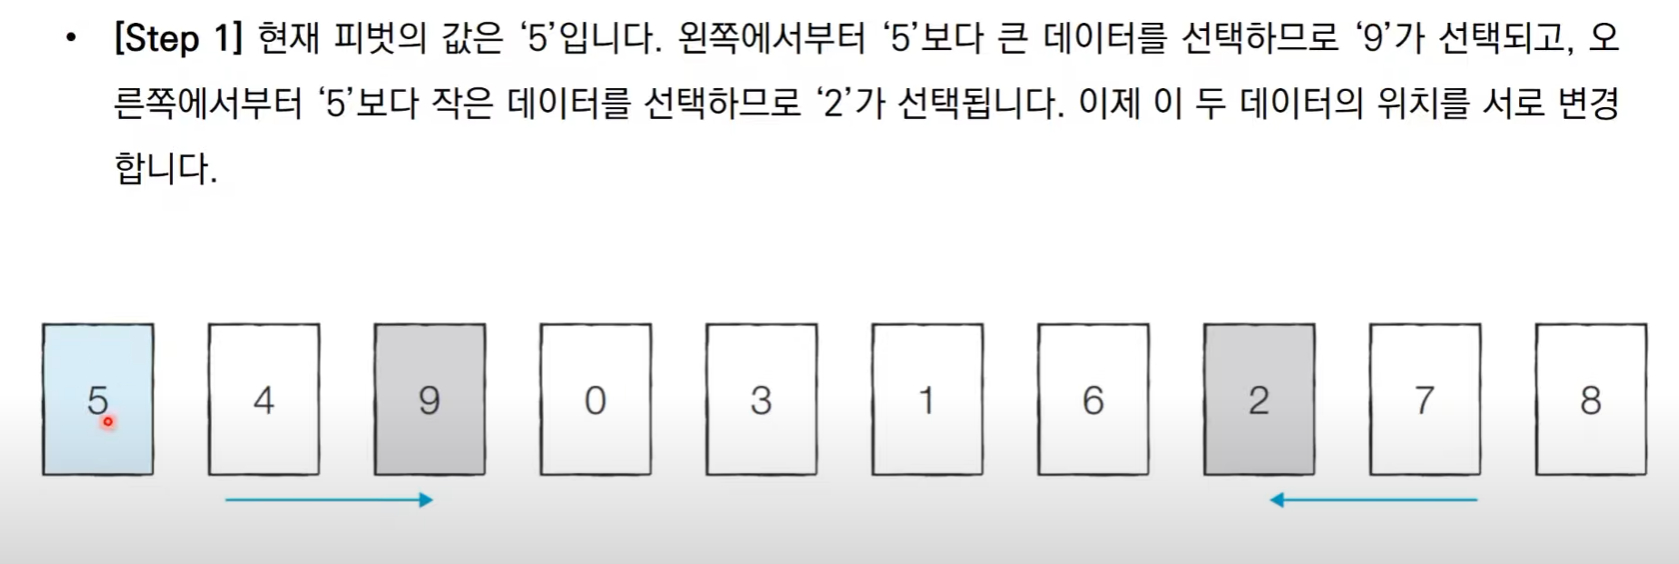 • [Step 1] 현재 피벗의 값은 ‘5’입니다. 왼쪽에서부터 ‘5’보다 큰 데이터를 선택하므로 ‘9’가 선택되고, 오
른쪽에서부터 ‘5’보다 작은 데이터를 선택하므로 ‘2’가 선택됩니다. 이제 이 두 데이터의 위치를 서로 변경
합니다.
5 4 9 0 3 1 6 2 7 8